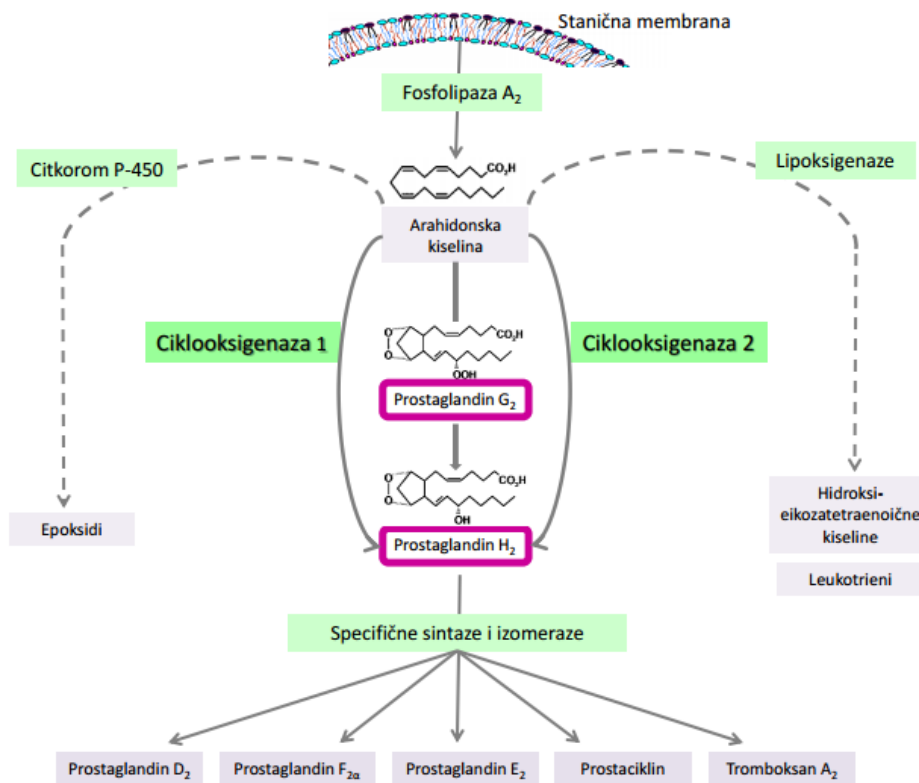 Stanična membrana
Fosfolipaza A₂
Citkorom P-450
Lipoksigenaze
CO₂H
Arahidonska
kiselina
Ciklooksigenaza 1
Ciklooksigenaza 2
O
O
CO₂H
OOH
Prostaglandin G₂
O
O
CO₂H
OH
Prostaglandin H₂
Epoksidi
Hidroksi-
eikozatetraenoične
kiseline
Leukotrieni
Specifične sintaze i izomeraze
Prostaglandin D₂
Prostaglandin F₂α
Prostaglandin E₂
Prostaciklin
Tromboksan A₂